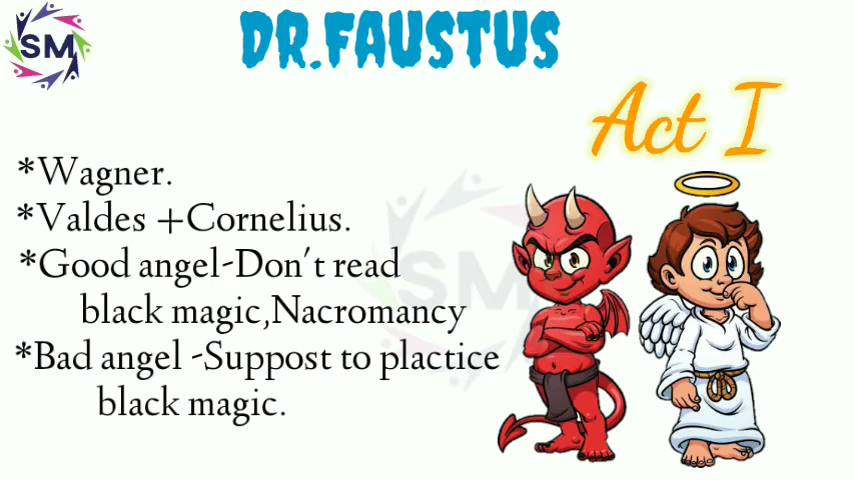 SM
DR.FAUSTUS
Act I
*Wagner.
*Valdes +Cornelius.
*Good angel-Don't read
black magic,Nacromancy
*Bad angel -Suppost to plactice
black magic.
SM